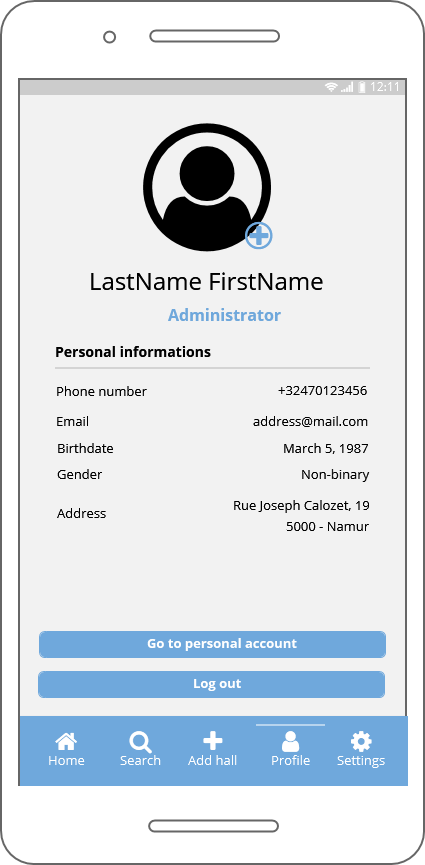 12:11
LastName FirstName
Administrator
Personal informations
Phone number +32470123456
Email address@mail.com
Birthdate March 5, 1987
Gender Non-binary
Address Rue Joseph Calozet, 19
5000 - Namur
Go to personal account
Log out
Home Search Add hall Profile Settings